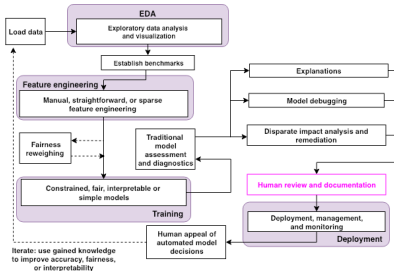 EDA
Load data
Exploratory data analysis
and visualization
Establish benchmarks
Feature engineering
Manual, straightforward, or sparse
feature engineering
Fairness
reweighing
Traditional
model
assessment
and diagnostics
Explanations
Model debugging
Disparate impact analysis and
remediation
Constrained, fair, interpretable or
simple models
Training
Human review and documentation
Deployment, management,
and monitoring
Deployment
Human appeal of
automated model
decisions
Iterate: use gained knowledge
to improve accuracy, fairness,
or interpretability